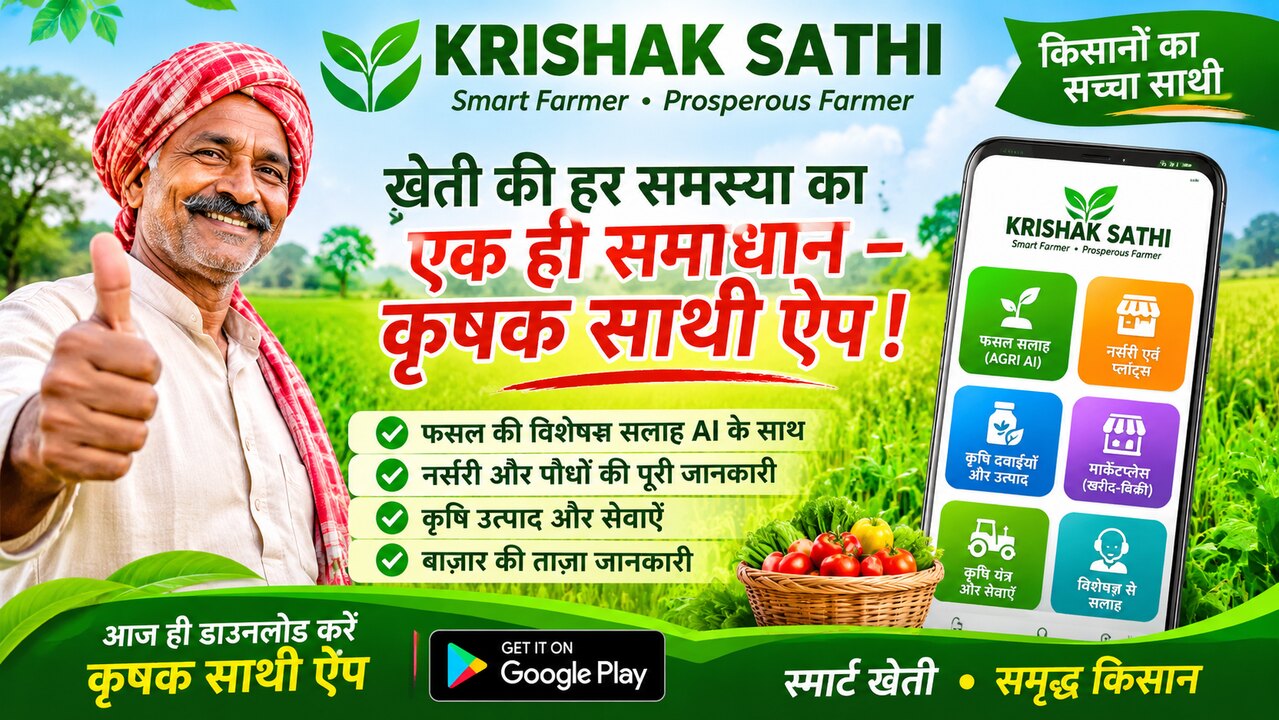 KRISHAK SATHI
Smart Farmer • Prosperous Farmer
किसानों का
सच्चा साथी
खेती की हर समस्या का
एक ही समाधान –
कृषक साथी ऐप !
फसल की विशेषज्ञ सलाह AI के साथ
नर्सरी और पौधों की पूरी जानकारी
कृषि उत्पाद और सेवाऐं
बाज़ार की ताज़ा जानकारी
KRISHAK SATHI
Smart Farmer • Prosperous Farmer
फसल सलाह
(AGRI AI)
नर्सरी एवं
प्लांट्स
कृषि दवाईयाँ
और उत्पाद
मार्केटप्लेस
(खरीद-विक्री)
कृषि यंत्र
और सेवाऐं
विशेषज्ञ से
सलाह
आज ही डाउनलोड करें
कृषक साथी ऐप
GET IT ON
Google Play
स्मार्ट खेती • समृद्ध किसान